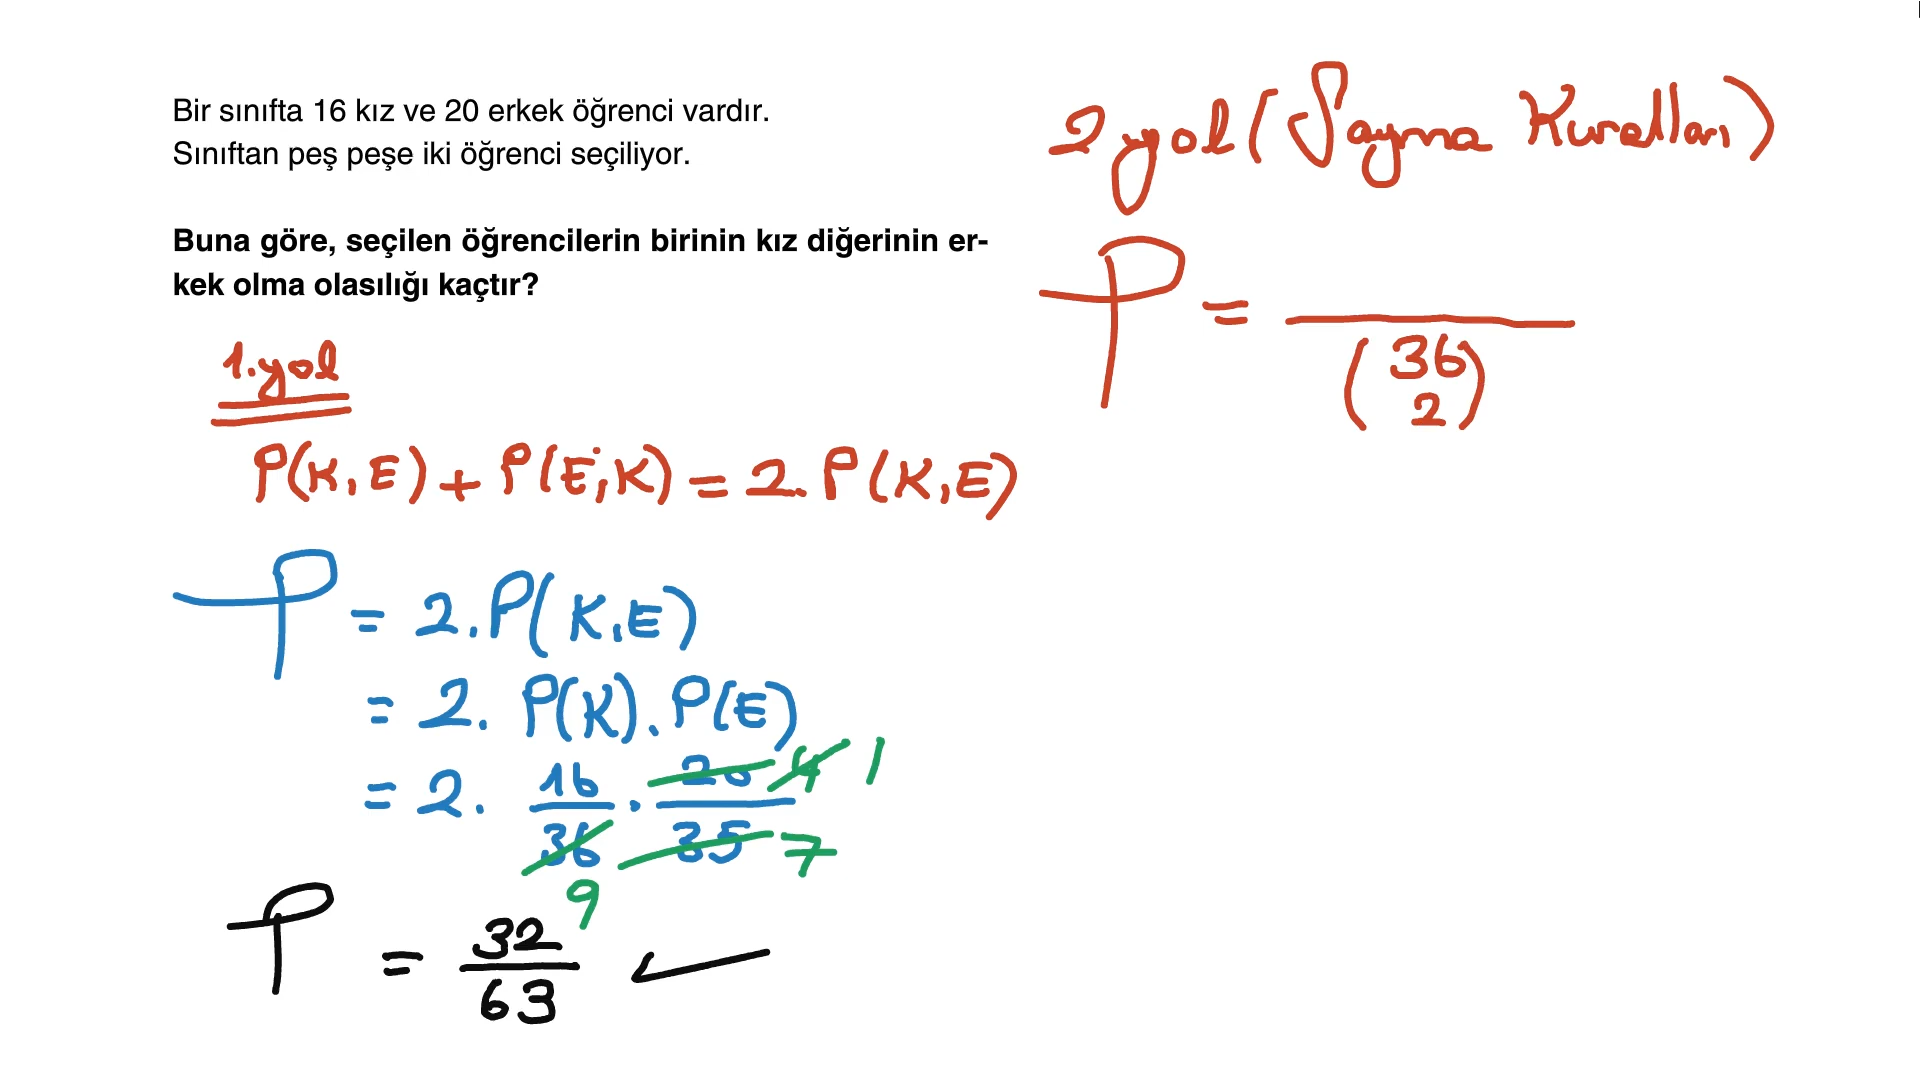 Bir sınıfta 16 kız ve 20 erkek öğrenci vardır.
Sınıftan peş peşe iki öğrenci seçiliyor.
Buna göre, seçilen öğrencilerin birinin kız diğerinin er-
kek olma olasılığı kaçtır?
1.yol
P(K,E) + P(E,K) = 2.P(K,E)
P = 2.P(K,E)
= 2. P(K).P(E)
= 2. 16/36 . 20/35 4 1
9 7
P = 32/63 ✓
2 yol (Sayma Kuralları)
P =
(36
2)